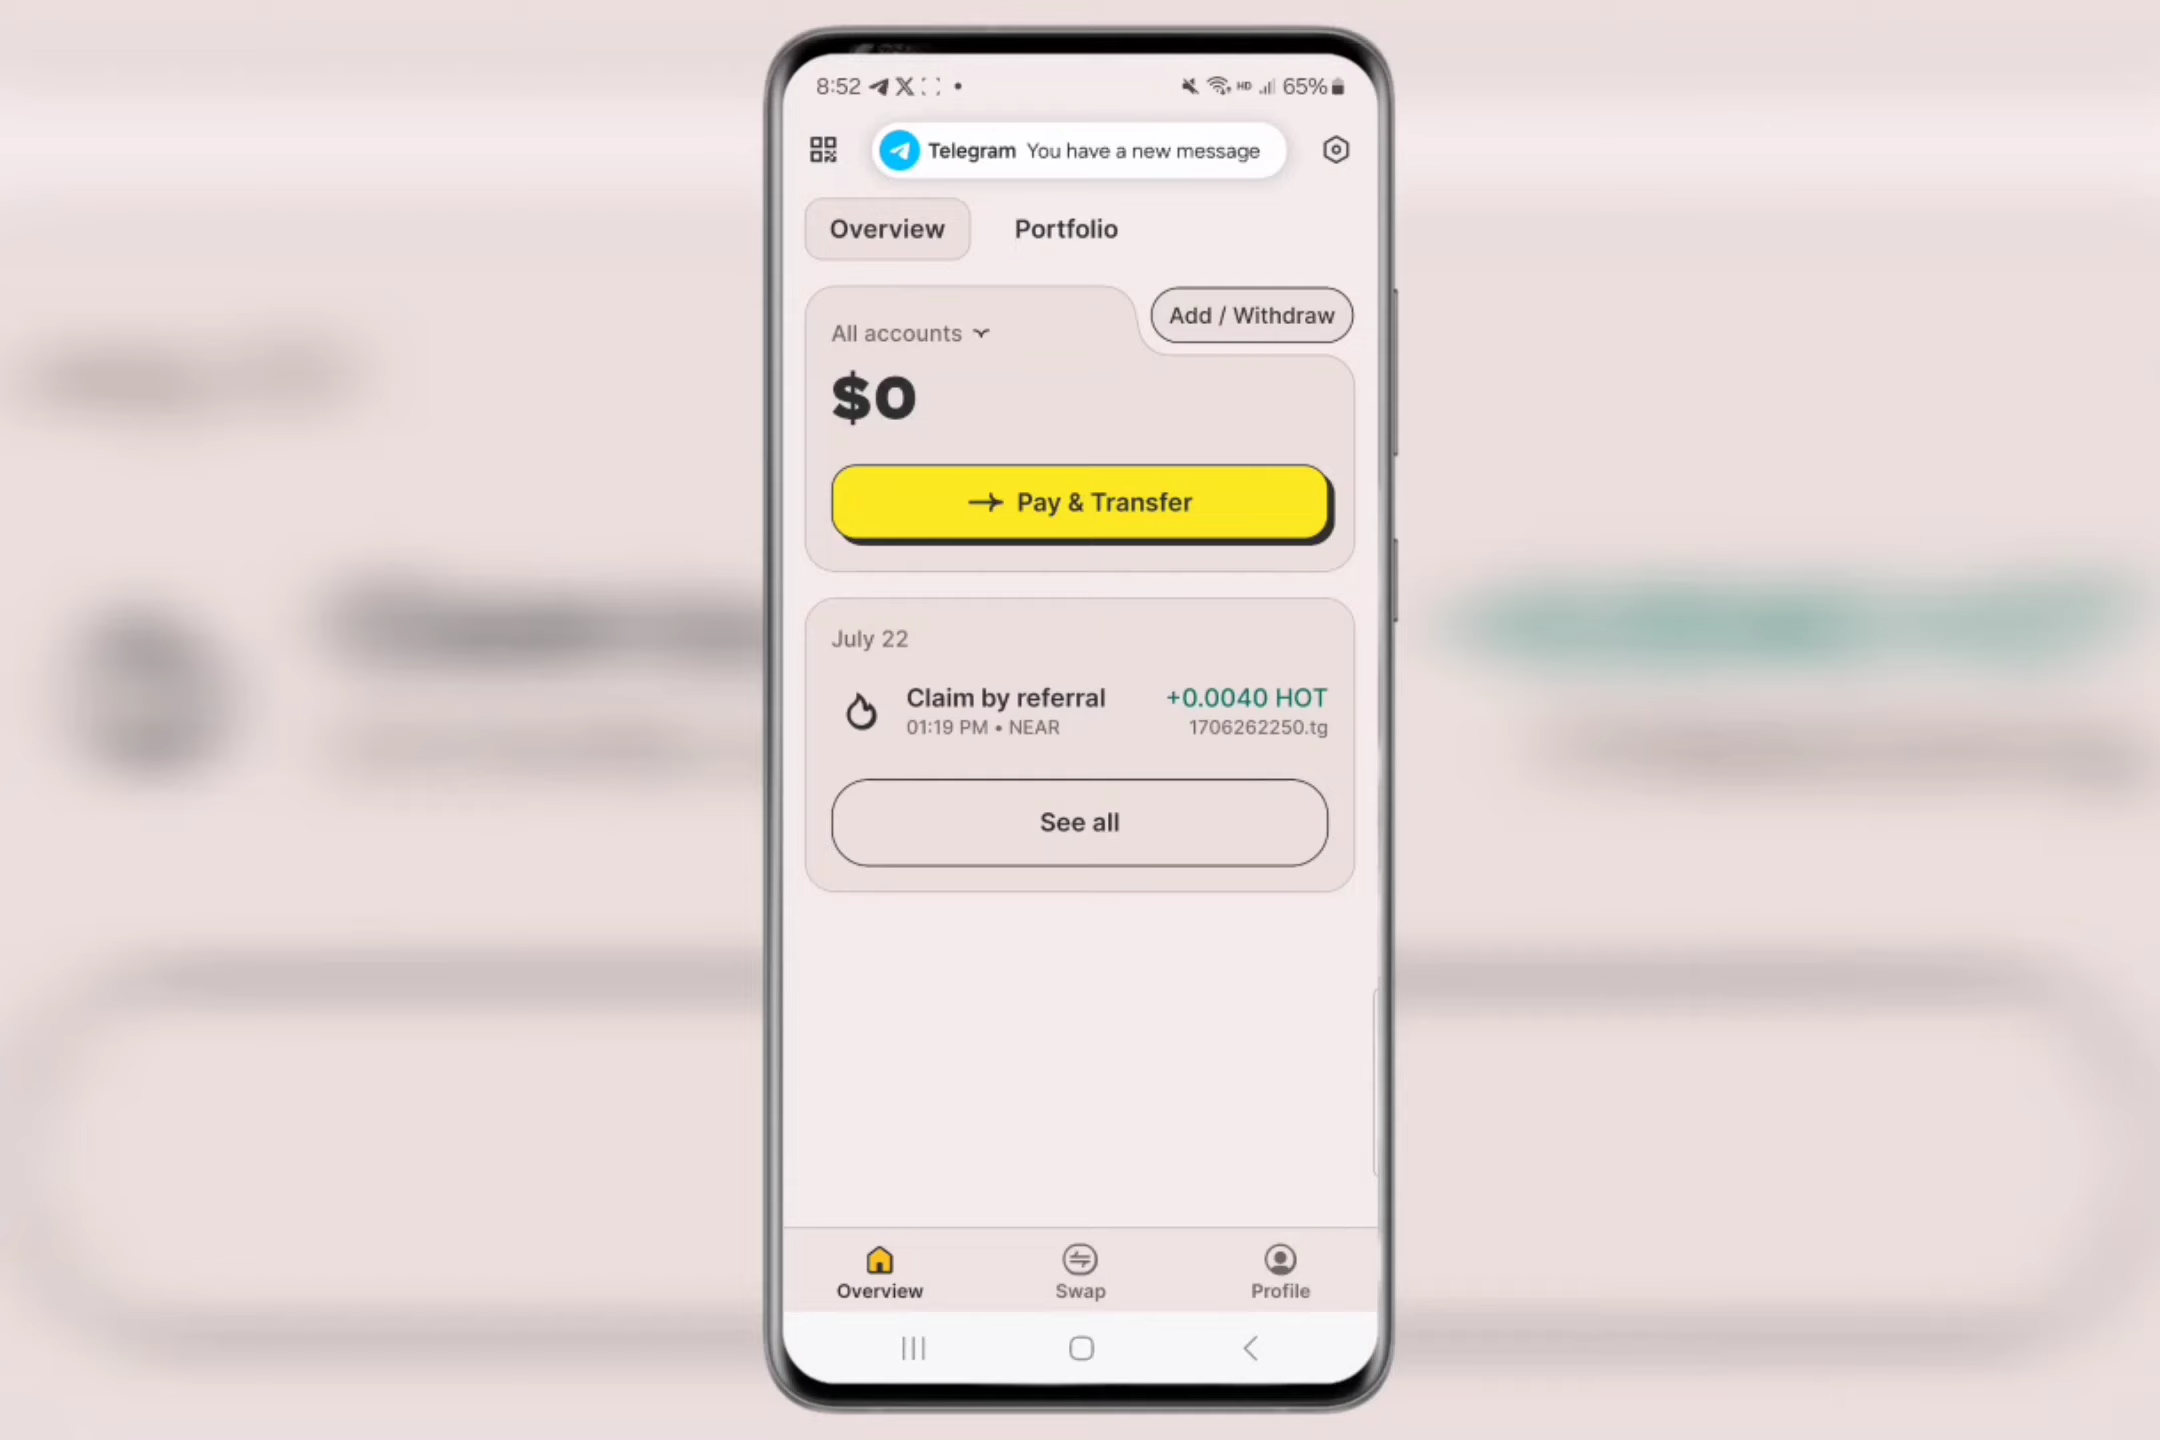 8:52
HD 65%
Telegram You have a new message
Overview Portfolio
Add / Withdraw
All accounts
$0
Pay & Transfer
July 22
Claim by referral +0.0040 HOT
01:19 PM • NEAR 1706262250.tg
See all
Overview Swap Profile